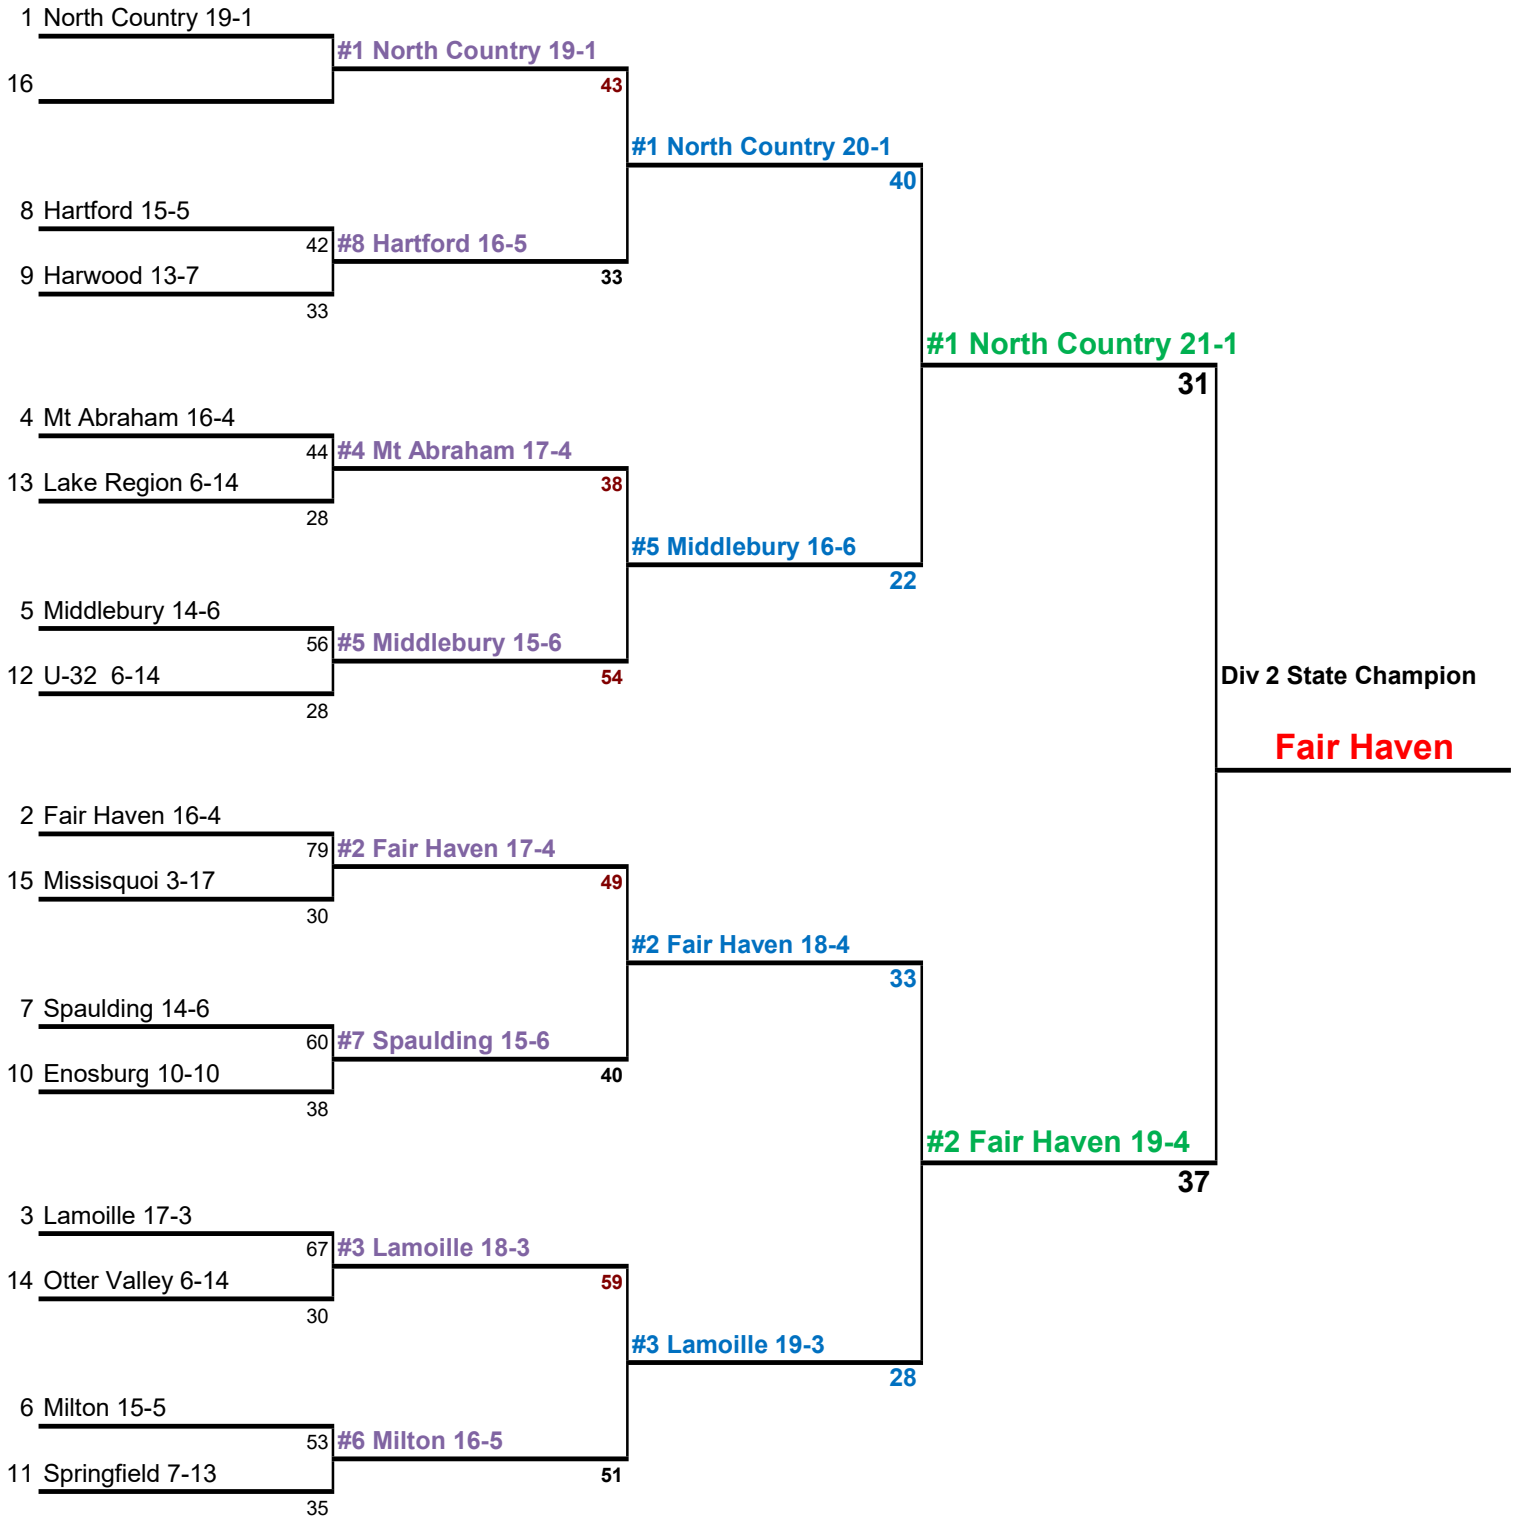 1 North Country 19-1
#1 North Country 19-1
16
43
#1 North Country 20-1
40
8 Hartford 15-5
42 #8 Hartford 16-5
9 Harwood 13-7
33
33
#1 North Country 21-1
31
4 Mt Abraham 16-4
44 #4 Mt Abraham 17-4
13 Lake Region 6-14
38
28
#5 Middlebury 16-6
22
5 Middlebury 14-6
56 #5 Middlebury 15-6
12 U-32 6-14
54
28
Div 2 State Champion
Fair Haven
2 Fair Haven 16-4
79 #2 Fair Haven 17-4
15 Missisquoi 3-17
49
30
#2 Fair Haven 18-4
33
7 Spaulding 14-6
60 #7 Spaulding 15-6
10 Enosburg 10-10
40
38
#2 Fair Haven 19-4
37
3 Lamoille 17-3
67 #3 Lamoille 18-3
14 Otter Valley 6-14
59
30
#3 Lamoille 19-3
28
6 Milton 15-5
53 #6 Milton 16-5
11 Springfield 7-13
51
35